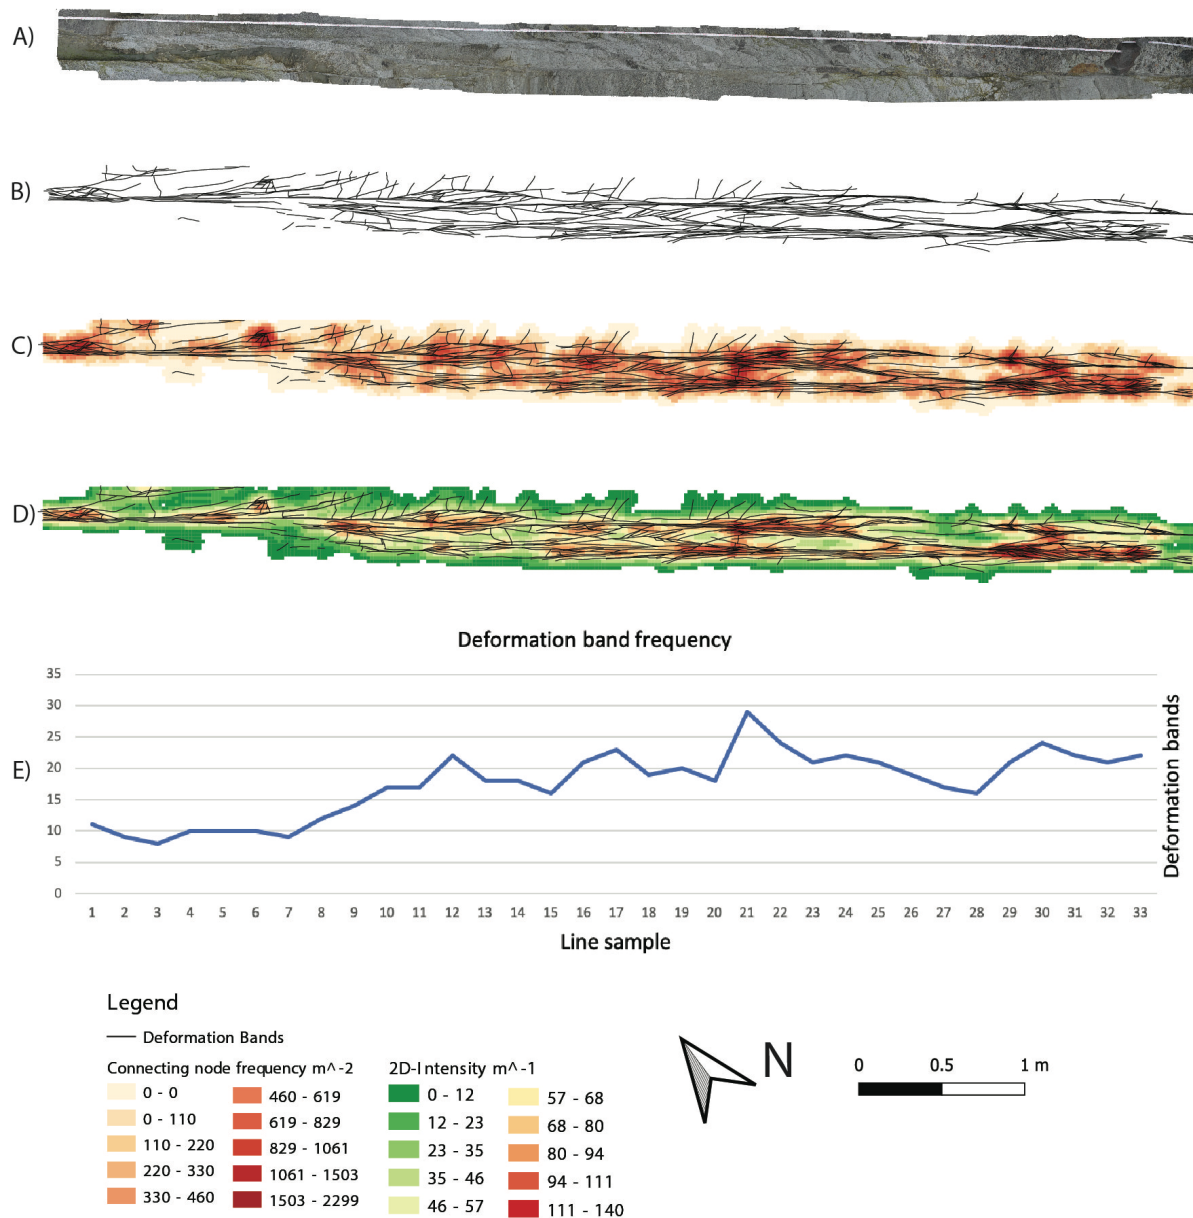 A)
B)
C)
D)
Deformation band frequency
35
30
25
20
15
10
5
0
E)
Deformation bands
1 2 3 4 5 6 7 8 9 10 11 12 13 14 15 16 17 18 19 20 21 22 23 24 25 26 27 28 29 30 31 32 33
Line sample
Legend
Deformation Bands
Connecting node frequency m^-2
0 - 0
0 - 110
110 - 220
220 - 330
330 - 460
460 - 619
619 - 829
829 - 1061
1061 - 1503
1503 - 2299
2D-Intensity m^-1
0 - 12
12 - 23
23 - 35
35 - 46
46 - 57
57 - 68
68 - 80
80 - 94
94 - 111
111 - 140
N
0 0.5 1 m